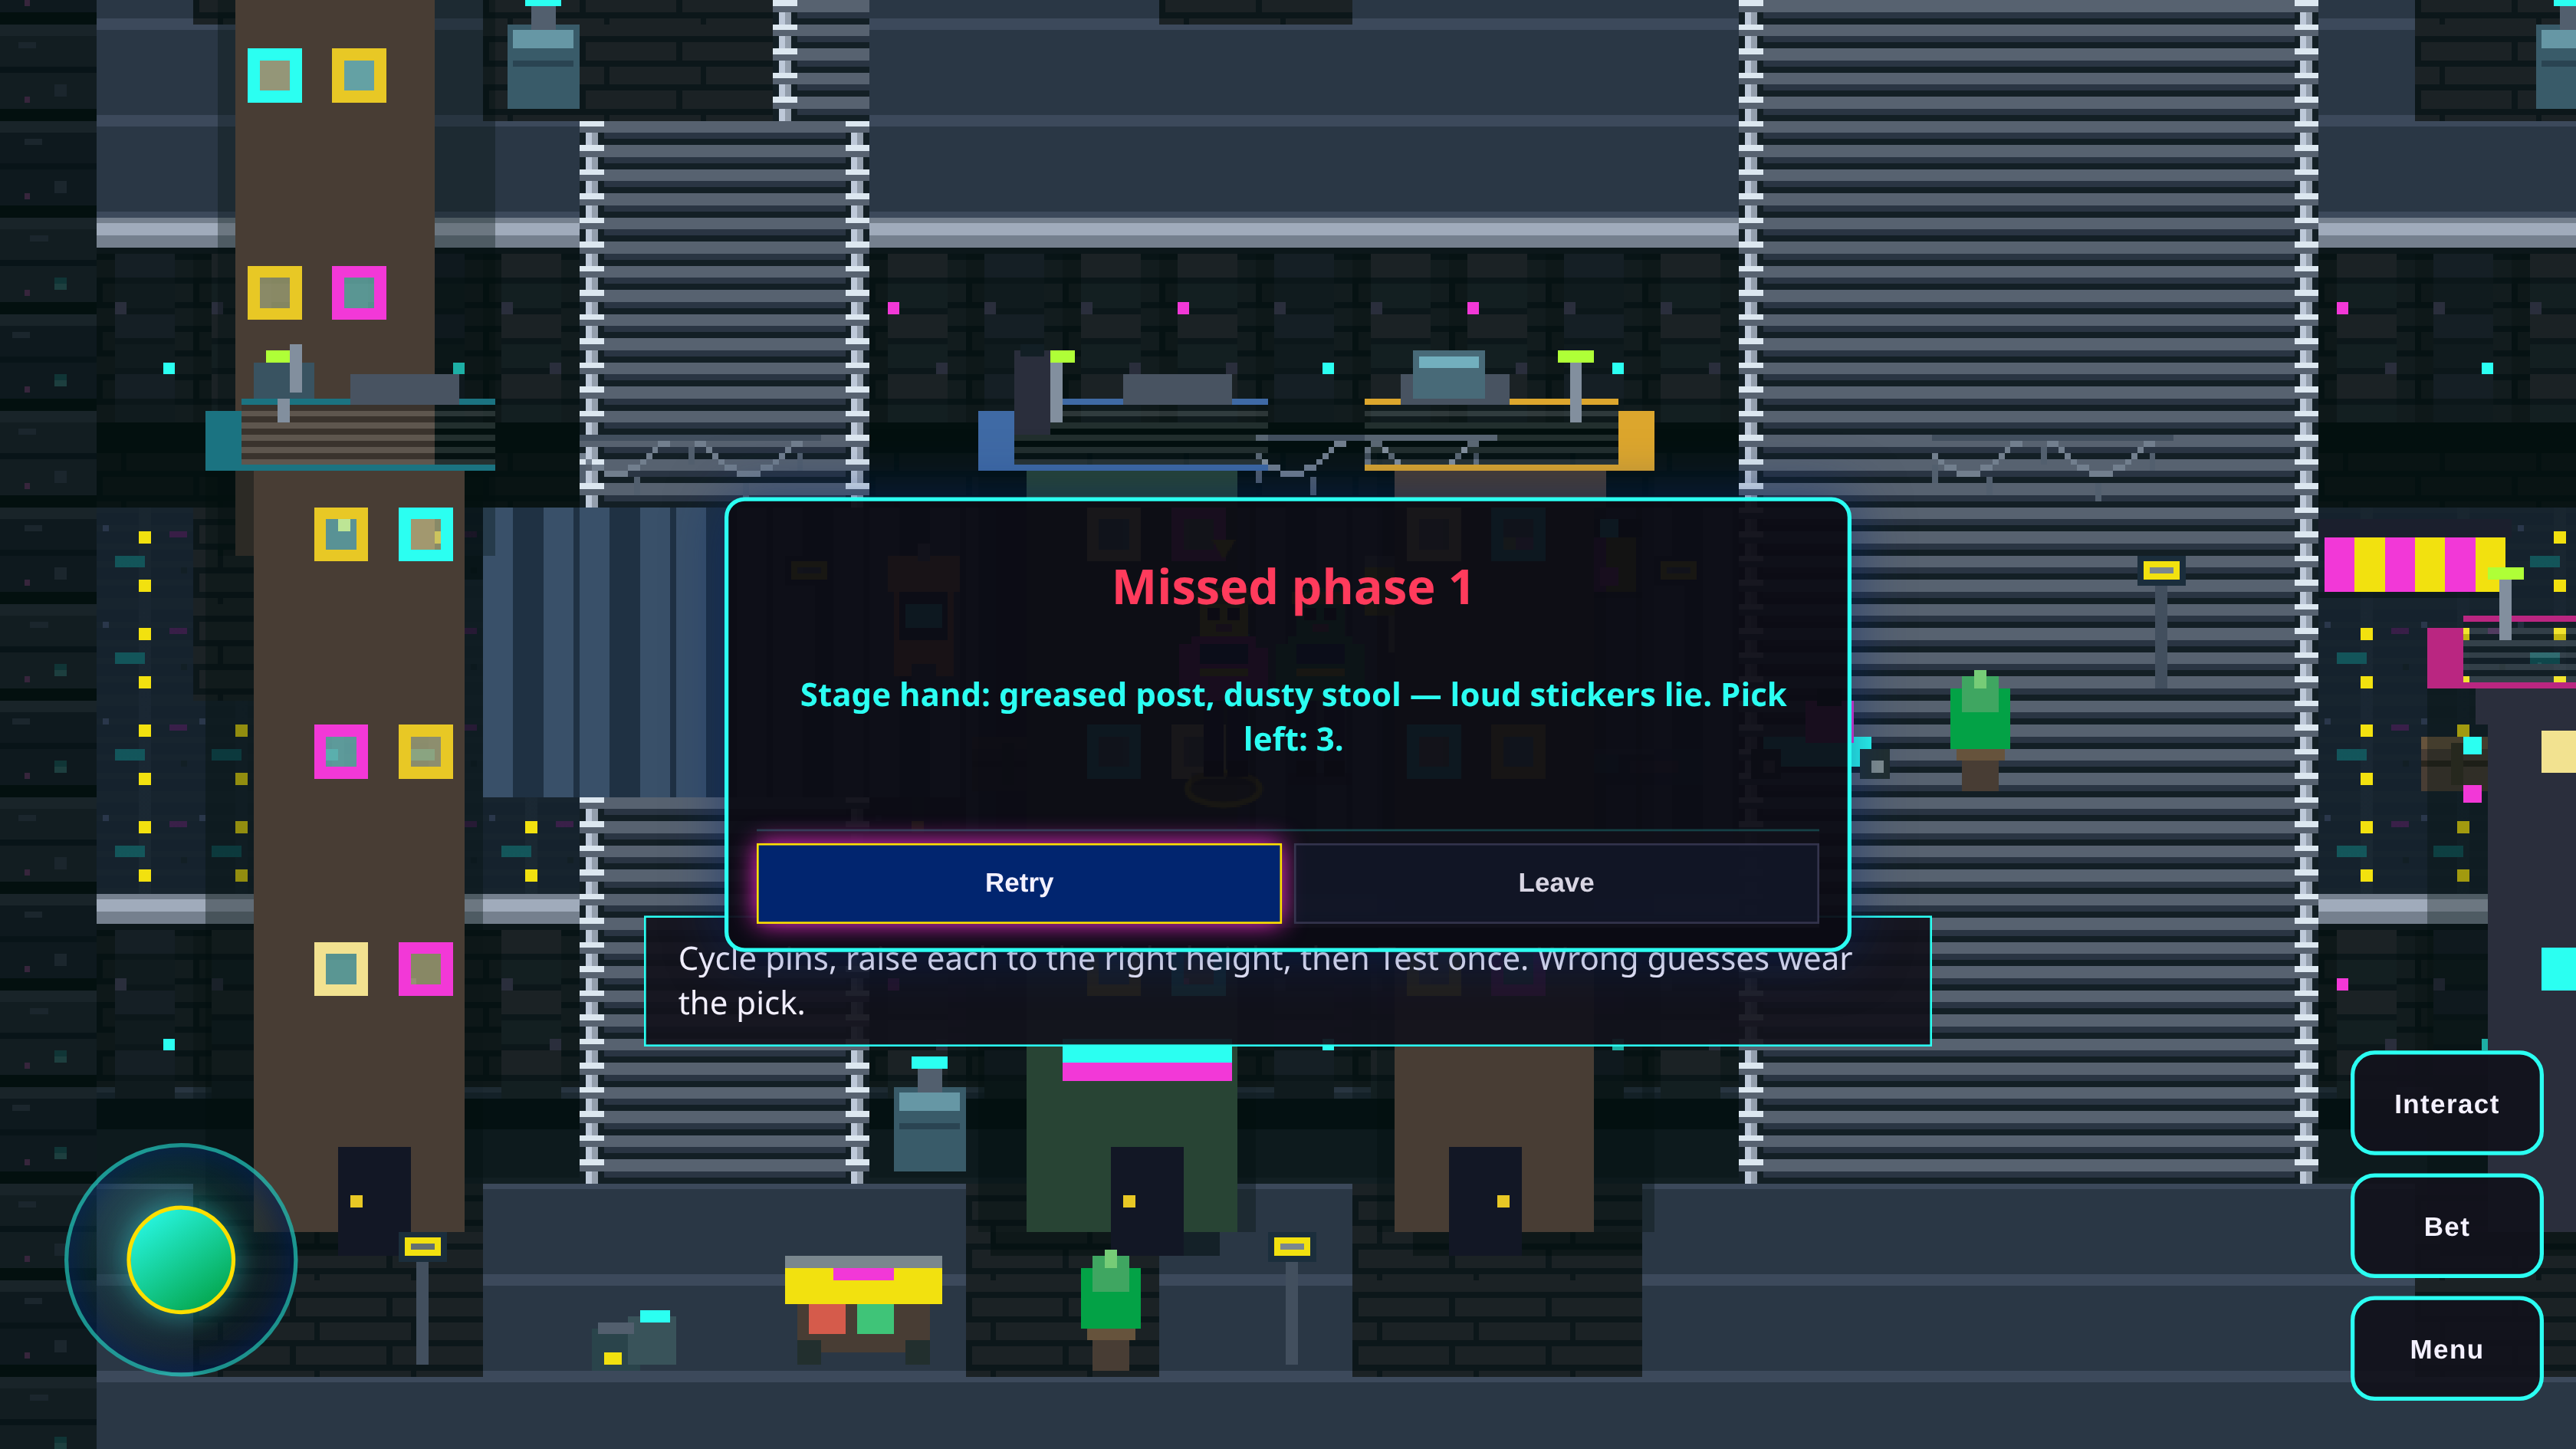 Missed phase 1
Stage hand: greased post, dusty stool — loud stickers lie. Pick
left: 3.
Retry
Leave
Cycle pins, raise each to the right height, then Test once. Wrong guesses wear
the pick.
Interact
Bet
Menu